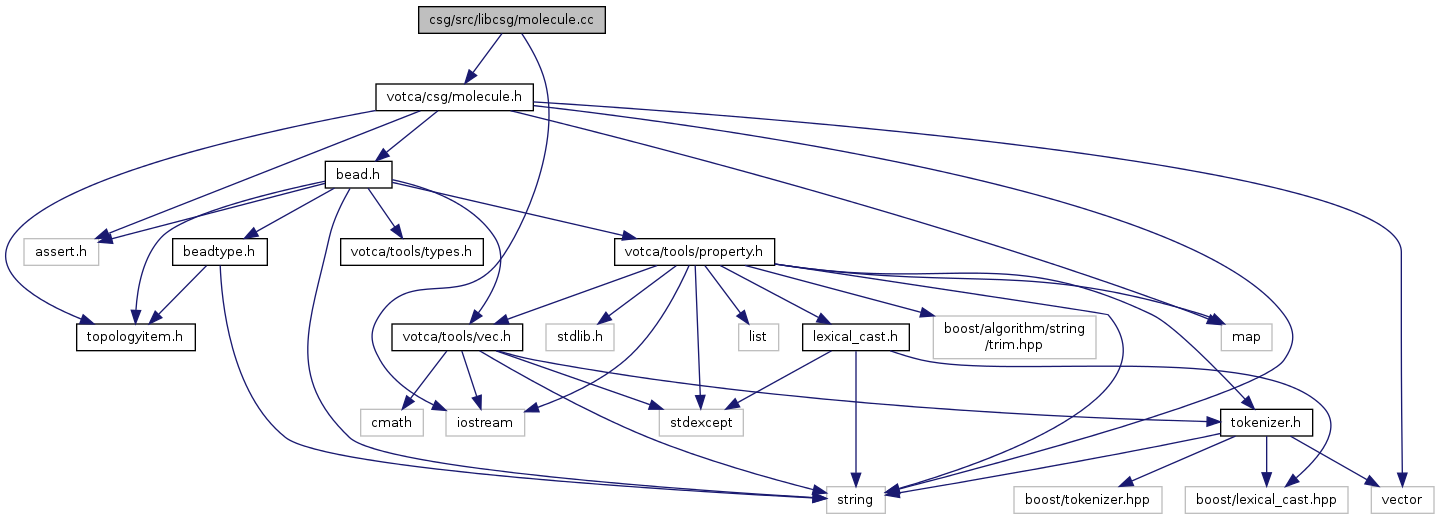 csg/src/libcsg/molecule.cc
votca/csg/molecule.h
bead.h
assert.h
beadtype.h
votca/tools/types.h
votca/tools/property.h
topologyitem.h
votca/tools/vec.h
stdlib.h
list
lexical_cast.h
boost/algorithm/string
/trim.hpp
map
cmath
iostream
stdexcept
tokenizer.h
string
boost/tokenizer.hpp
boost/lexical_cast.hpp
vector